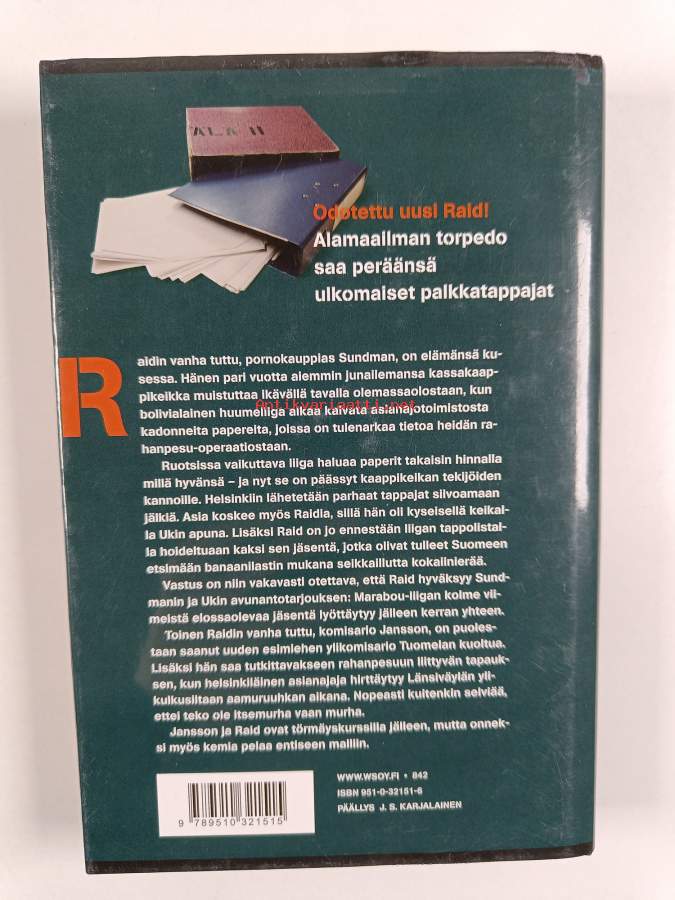 ALA II
Odotettu uusi Raid!
Alamaailman torpedo
saa peräänsä
ulkomaiset palkkatappajat
Raidin vanha tuttu, pornokauppias Sundman, on elämänsä ku-
sessa. Hänen pari vuotta alemmin junailemansa kassakaap-
pikeikka muistuttaa ikävällä tavalla olemassaolostaan, kun
Antikvariaatti.net
bolivialainen huumeliiga alkaa kaivata asianajotoimistosta
kadonneita papereita, joissa on tulenarkaa tietoa heidän ra-
hanpesu-operaatiostaan.
Ruotsissa vaikuttava liiga haluaa paperit takaisin hinnalla
millä hyvänsä – ja nyt se on päässyt kaappikeikan tekijöiden
kannoille. Helsinkiin lähetetään parhaat tappajat siivoamaan
jälkiä. Asia koskee myös Raidia, sillä hän oli kyseisellä keikal-
la Ukin apuna. Lisäksi Raid on jo ennestään liigan tappolistal-
la hoideltuaan kaksi sen jäsentä, jotka olivat tulleet Suomeen
etsimään banaanilastin mukana seikkaillutta kokaiinierää.
Vastus on niin vakavasti otettava, että Raid hyväksyy Sund-
manin ja Ukin avunantotarjouksen: Marabou-liigan kolme vii-
meistä elossaolevaa jäsentä lyöttäytyy jälleen kerran yhteen.
Toinen Raidin vanha tuttu, komisario Jansson, on puoles-
taan saanut uuden esimiehen ylikomisario Tuomelan kuoltua.
Lisäksi hän saa tutkittavakseen rahanpesuun liittyvän tapauk-
sen, kun helsinkiläinen asianajaja hirttäytyy Länsiväylän yli-
kulkusiltaan aamuruuhkan aikana. Nopeasti kuitenkin selviää,
ettei teko ole itsemurha vaan murha.
Jansson ja Raid ovat törmäyskurssilla jälleen, mutta onnek-
si myös kemia pelaa entiseen malliin.
WWW.WSOY.FI • 842
ISBN 951-0-32151-6
PÄÄLLYS J. S. KARJALAINEN
9 789510 321515